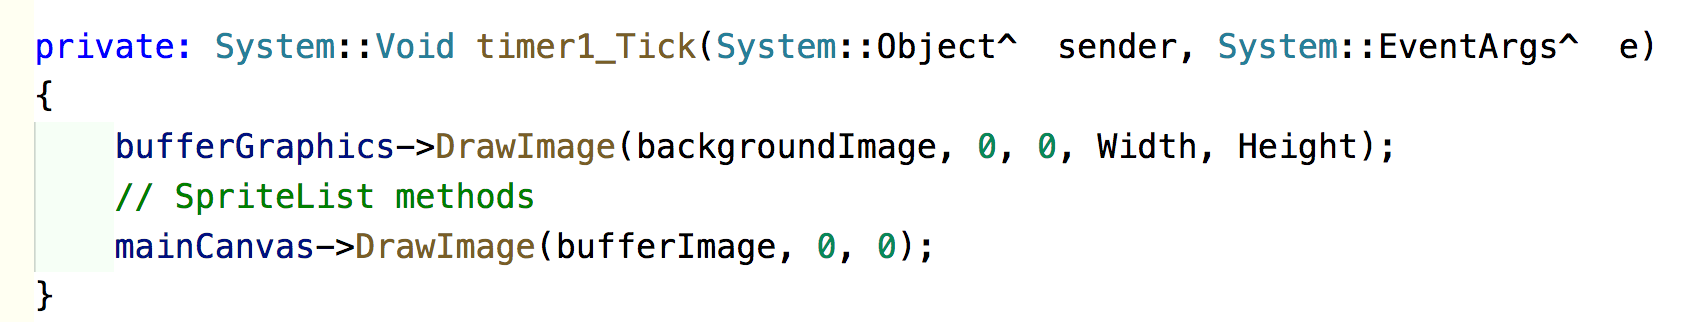 private: System::Void timer1_Tick(System::Object^  sender, System::EventArgs^  e)
{
    bufferGraphics->DrawImage(backgroundImage, 0, 0, Width, Height);
    // SpriteList methods
    mainCanvas->DrawImage(bufferImage, 0, 0);
}